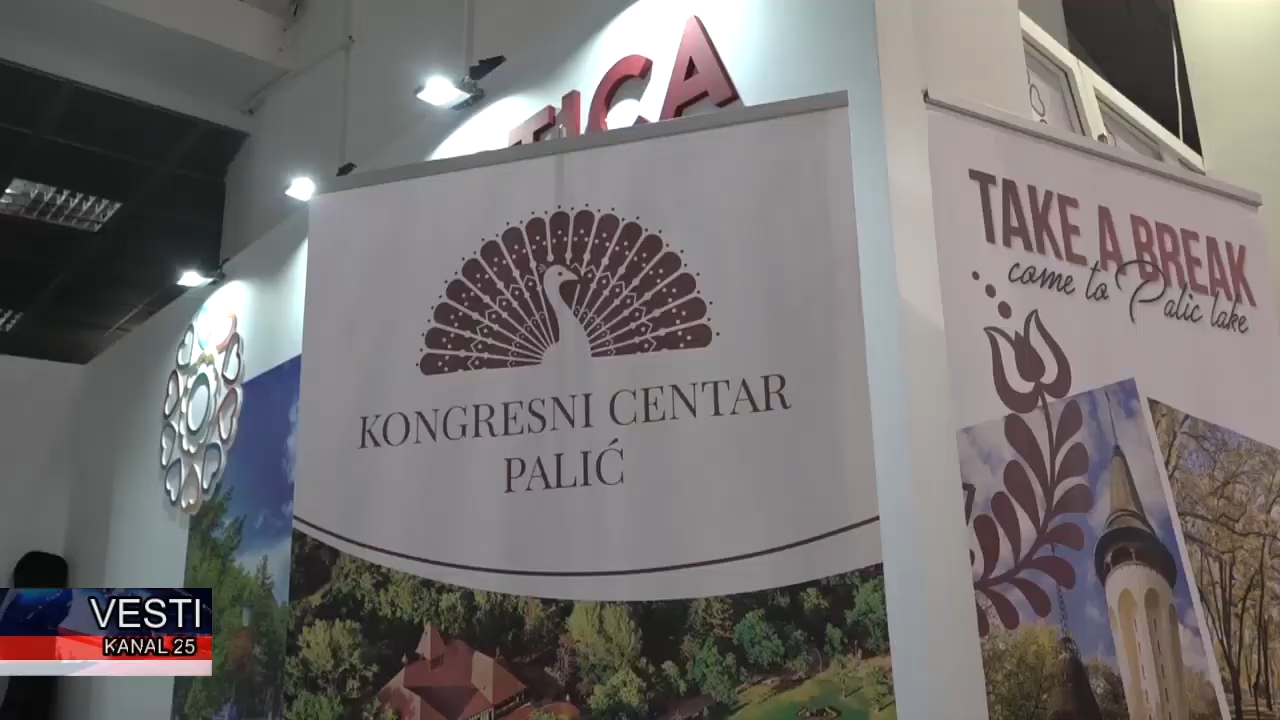 TICA
KONGRESNI CENTAR
PALIĆ
TAKE A BREAK
come to Palic lake
VESTI
KANAL 25